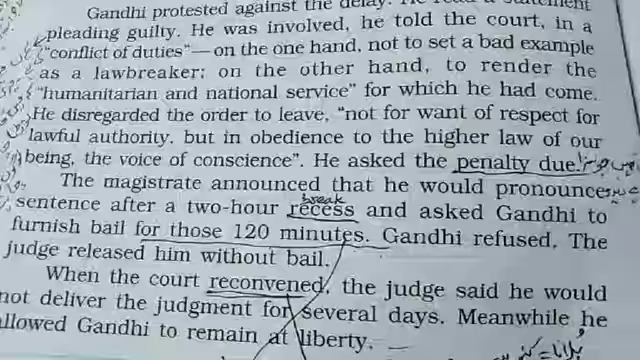 Gandhi protested against the delay. He read a statement
pleading guilty. He was involved, he told the court, in a
"conflict of duties"— on the one hand, not to set a bad example
as a lawbreaker; on the other hand, to render the
"humanitarian and national service" for which he had come.
He disregarded the order to leave, "not for want of respect for
lawful authority, but in obedience to the higher law of our
being, the voice of conscience". He asked the penalty due.
The magistrate announced that he would pronounce
break
sentence after a two-hour recess and asked Gandhi to
furnish bail for those 120 minutes. Gandhi refused. The
judge released him without bail.
When the court reconvened, the judge said he would
not deliver the judgment for several days. Meanwhile he
allowed Gandhi to remain at liberty.